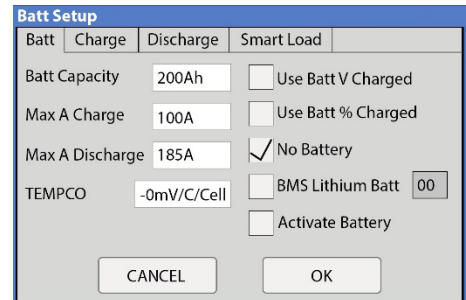 Batt Setup
Batt Charge Discharge Smart Load
Batt Capacity 200Ah Use Batt V Charged
Max A Charge 100A Use Batt % Charged
Max A Discharge 185A No Battery
TEMPCO -0mV/C/Cell BMS Lithium Batt 00
Activate Battery
CANCEL OK